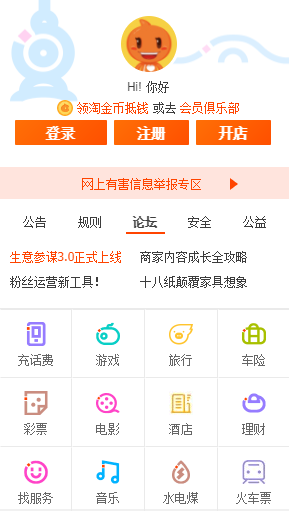 Hi! 你好
领淘金币抵钱 或去 会员俱乐部
登录 注册 开店
网上有害信息举报专区
公告 规则 论坛 安全 公益
生意参谋3.0正式上线 商家内容成长全攻略
粉丝运营新工具! 十八纸颠覆家具想象
充话费 游戏 旅行 车险
彩票 电影 酒店 理财
找服务 音乐 水电煤 火车票